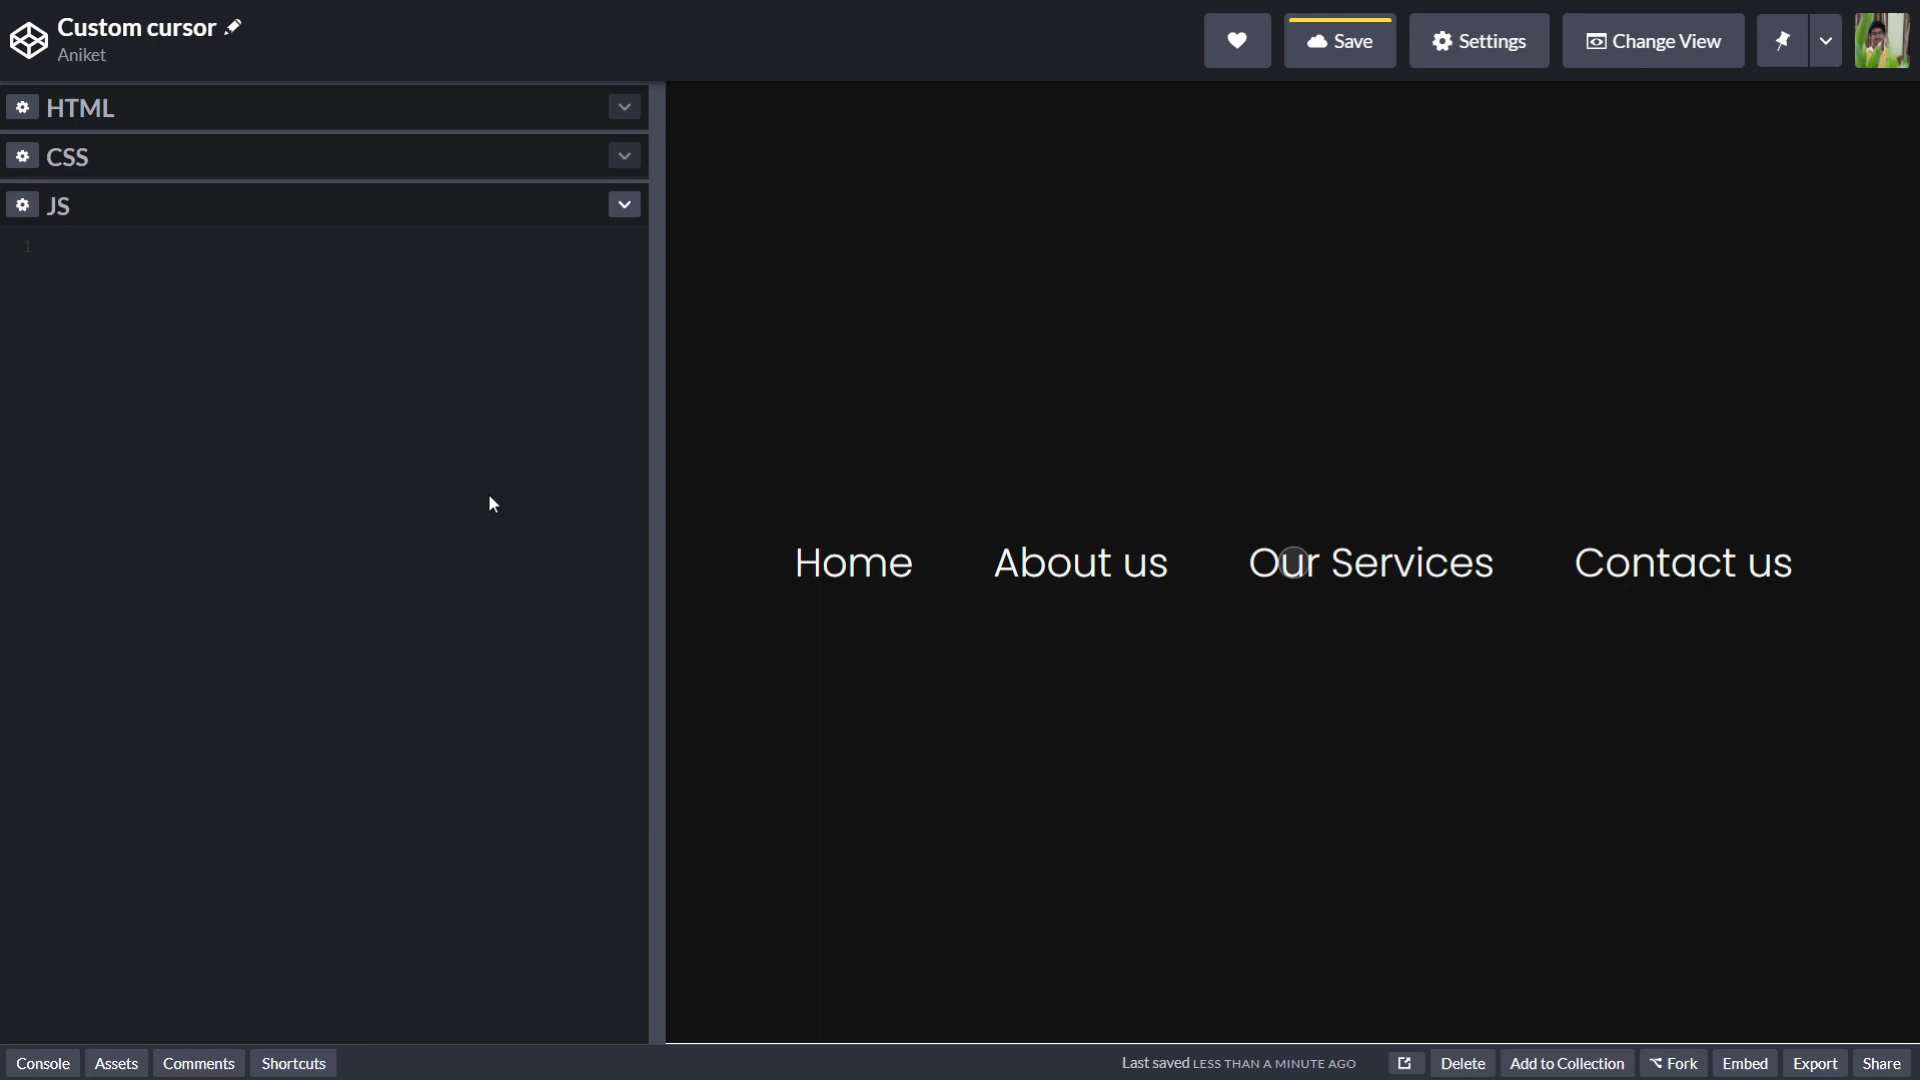 Custom cursor
Aniket
Save
Settings
Change View
HTML
CSS
JS
1
Home About us Our Services Contact us
Console Assets Comments Shortcuts
Last saved LESS THAN A MINUTE AGO
Delete Add to Collection Fork Embed Export Share